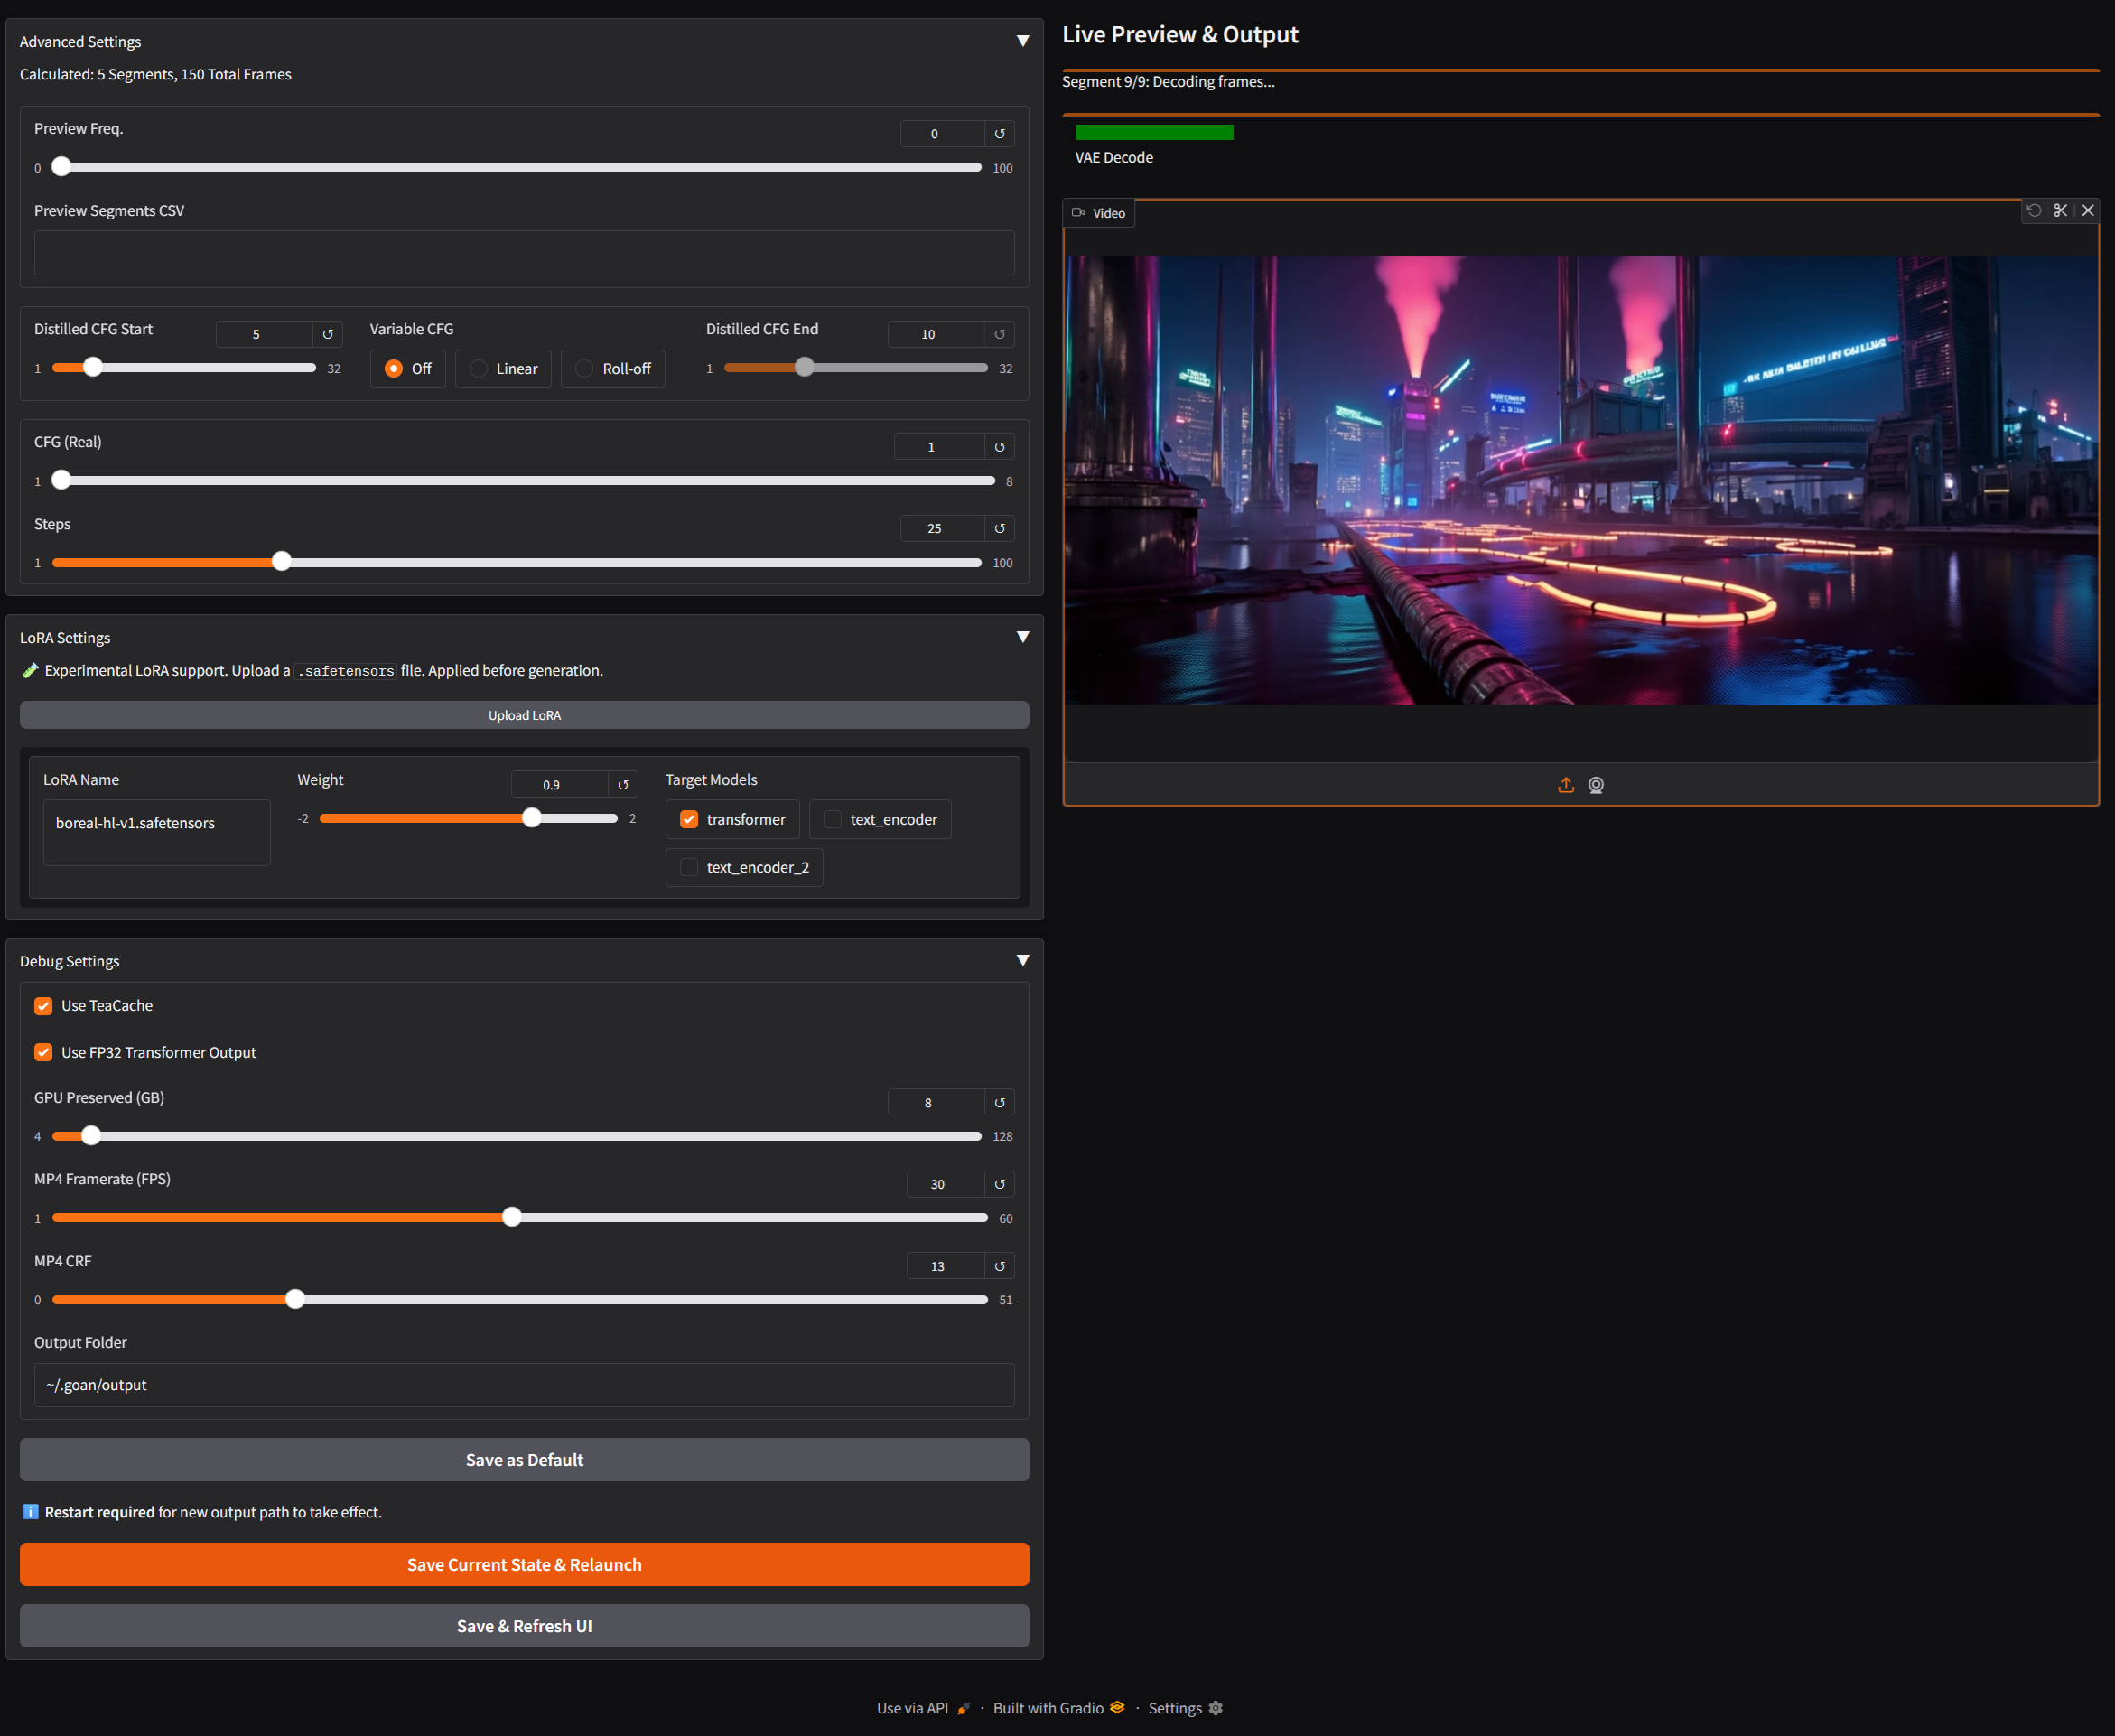 Advanced Settings
▼
Calculated: 5 Segments, 150 Total Frames
Preview Freq.
0
0
100
Preview Segments CSV
Distilled CFG Start
5
1
32
Variable CFG
Off
Linear
Roll-off
Distilled CFG End
10
1
32
CFG (Real)
1
1
8
Steps
25
1
100
LoRA Settings
▼
Experimental LoRA support. Upload a .safetensors file. Applied before generation.
Upload LoRA
LoRA Name
boreal-hl-v1.safetensors
Weight
0.9
-2
2
Target Models
transformer
text_encoder
text_encoder_2
Debug Settings
▼
Use TeaCache
Use FP32 Transformer Output
GPU Preserved (GB)
8
4
128
MP4 Framerate (FPS)
30
1
60
MP4 CRF
13
0
51
Output Folder
~/.goan/output
Save as Default
Restart required for new output path to take effect.
Save Current State & Relaunch
Save & Refresh UI
Live Preview & Output
Segment 9/9: Decoding frames...
VAE Decode
Video
Use via API · Built with Gradio · Settings